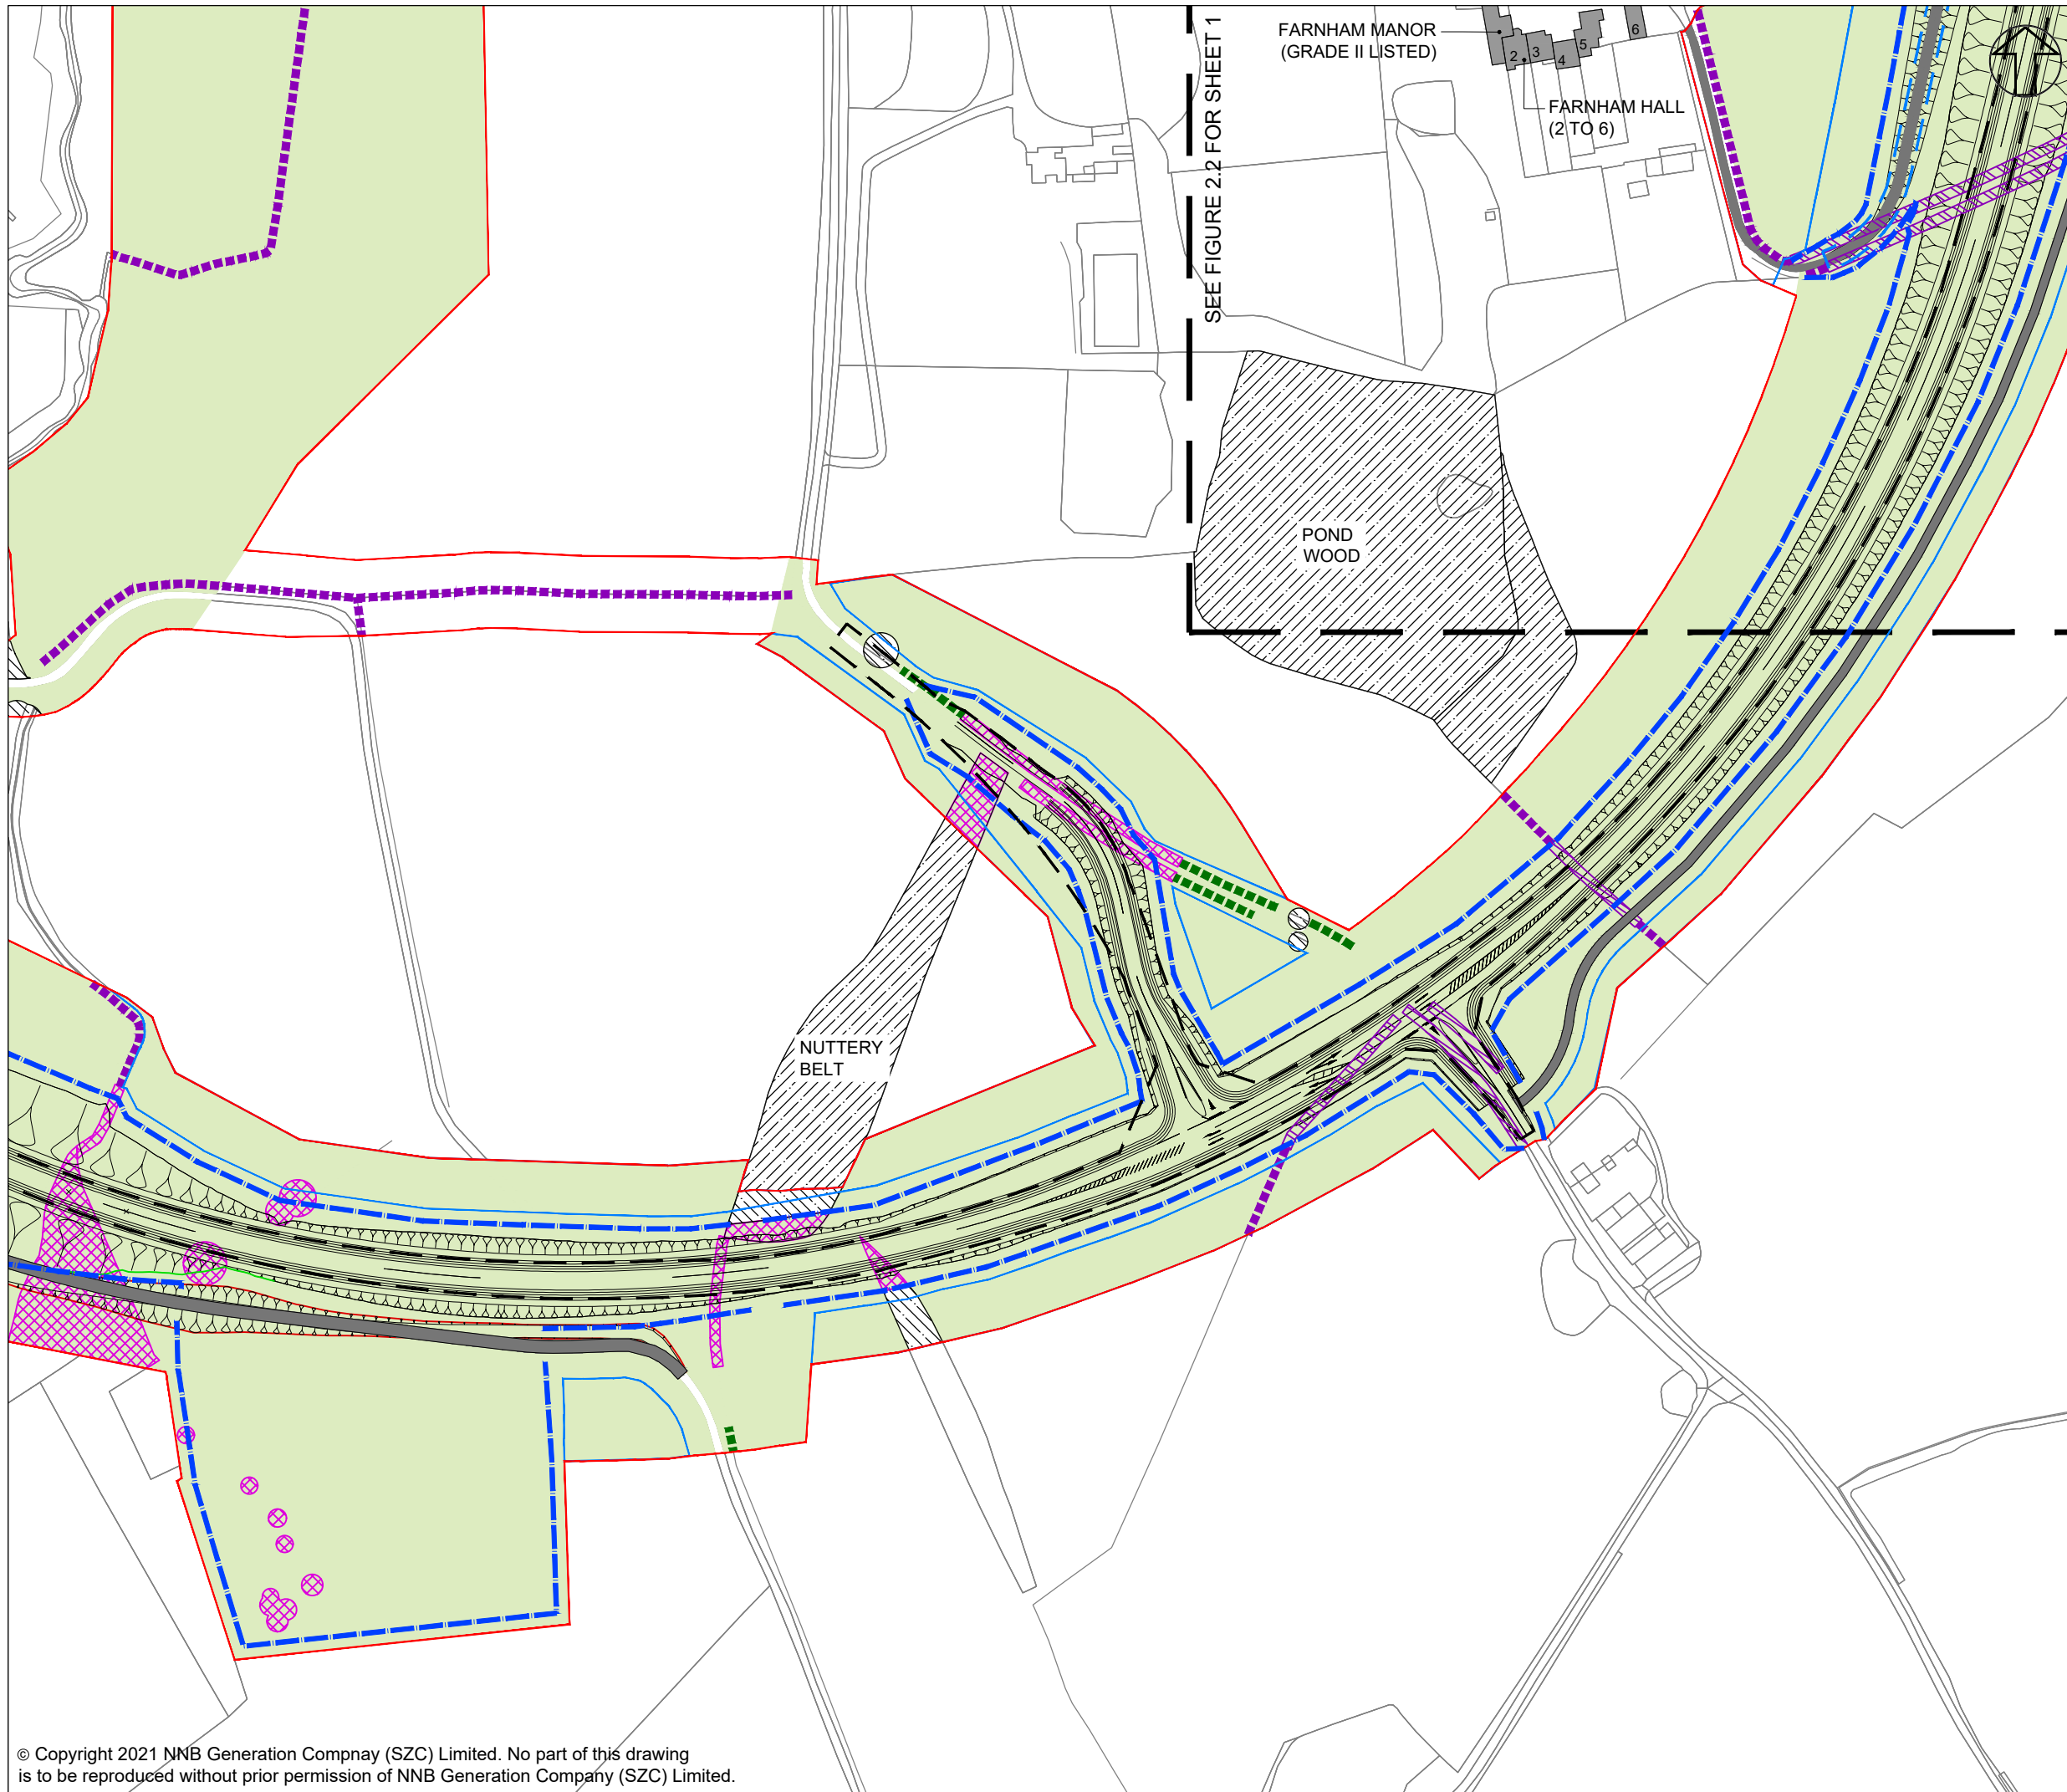 FARNHAM MANOR
(GRADE II LISTED)
2
3
4
5
6
FARNHAM HALL
(2 TO 6)
SEE FIGURE 2.2 FOR SHEET 1
POND
WOOD
NUTTERY
BELT
© Copyright 2021 NNB Generation Compnay (SZC) Limited. No part of this drawing
is to be reproduced without prior permission of NNB Generation Company (SZC) Limited.